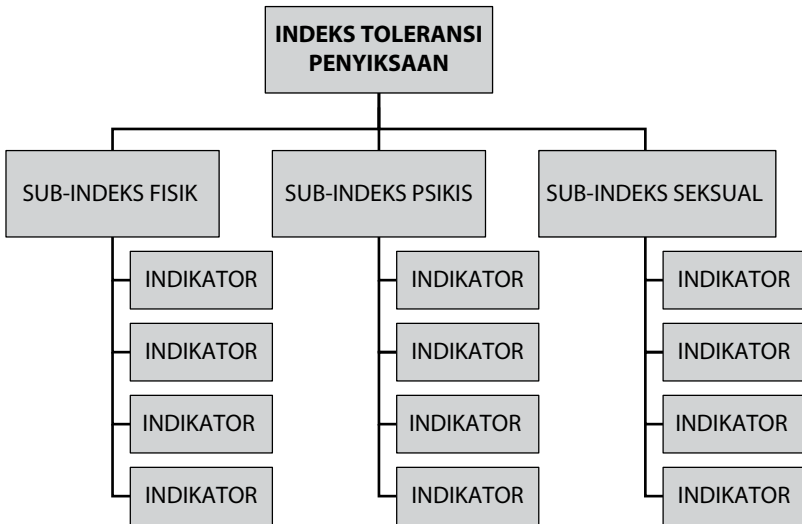 INDEKS TOLERANSI
PENYIKSAAN
SUB-INDEKS FISIK
SUB-INDEKS PSIKIS
SUB-INDEKS SEKSUAL
INDIKATOR
INDIKATOR
INDIKATOR
INDIKATOR
INDIKATOR
INDIKATOR
INDIKATOR
INDIKATOR
INDIKATOR
INDIKATOR
INDIKATOR
INDIKATOR